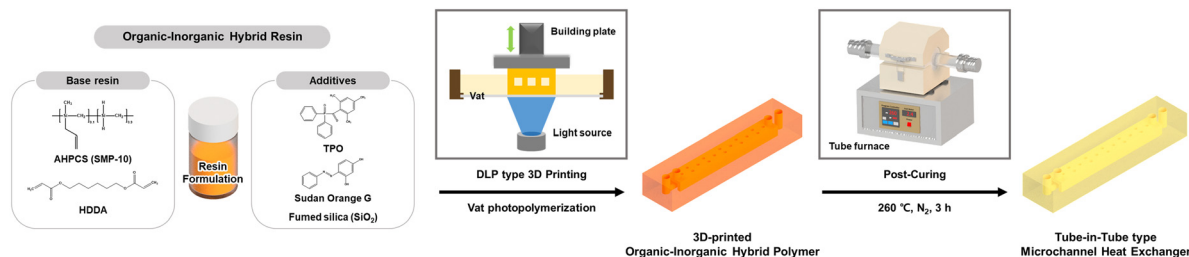 Organic-Inorganic Hybrid Resin
Base resin
AHPCS (SMP-10)
HDDA
Resin
Formulation
Additives
TPO
Sudan Orange G
Fumed silica (SiO₂)
Building plate
Vat
Light source
DLP type 3D Printing
Vat photopolymerization
3D-printed
Organic-Inorganic Hybrid Polymer
Tube furnace
Post-Curing
260 ℃, N₂, 3 h
Tube-in-Tube type
Microchannel Heat Exchanger